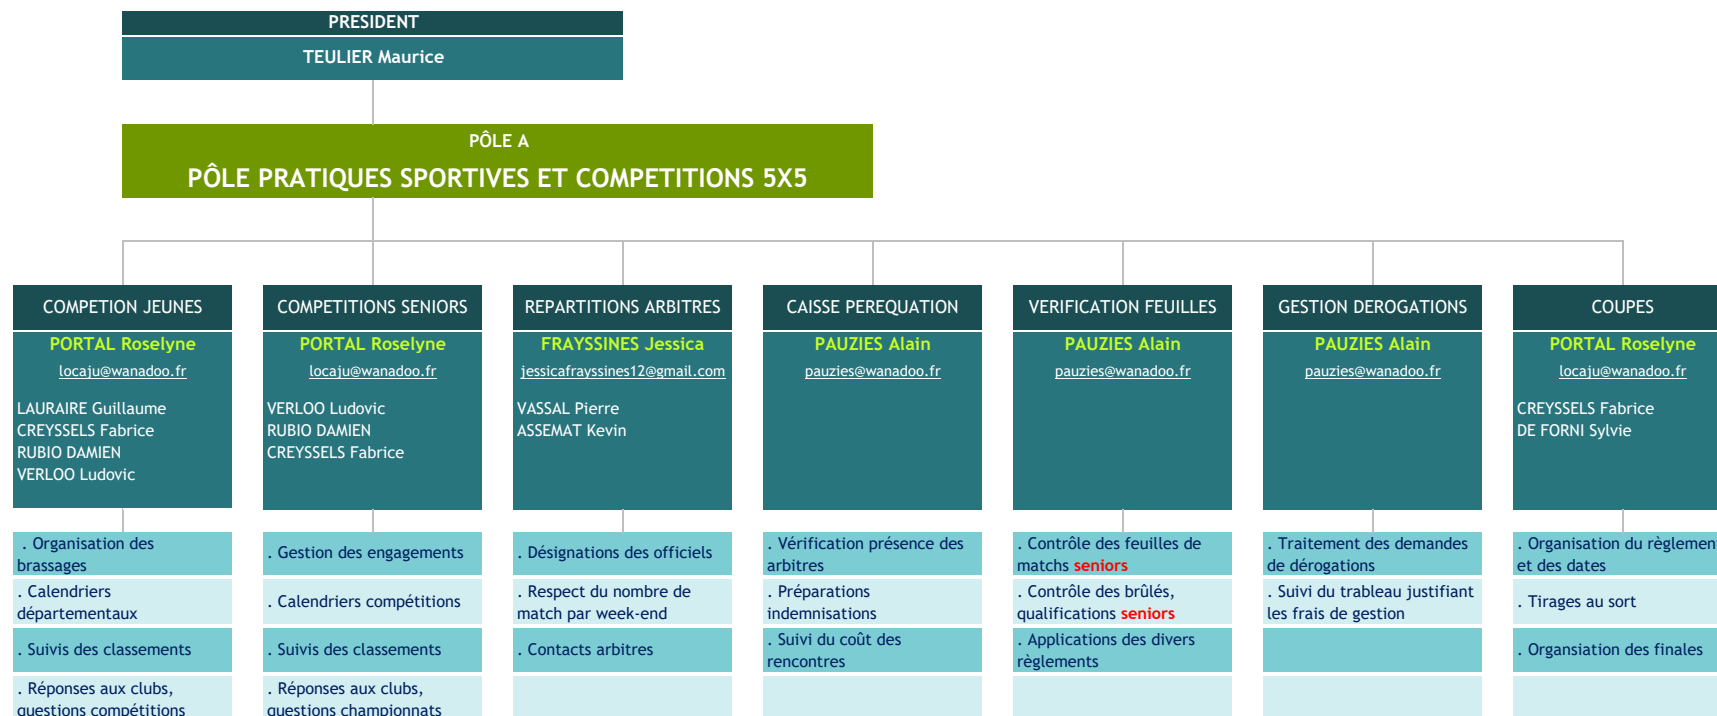 PRESIDENT
TEULIER Maurice
PÔLE A
PÔLE PRATIQUES SPORTIVES ET COMPETITIONS 5X5
COMPETION JEUNES
PORTAL Roselyne
locaju@wanadoo.fr
LAURAIRE Guillaume
CREYSSELS Fabrice
RUBIO DAMIEN
VERLOO Ludovic
. Organisation des
brassages
. Calendriers
départementaux
. Suivis des classements
. Réponses aux clubs,
questions compétitions
COMPETITIONS SENIORS
PORTAL Roselyne
locaju@wanadoo.fr
VERLOO Ludovic
RUBIO DAMIEN
CREYSSELS Fabrice
. Gestion des engagements
. Calendriers compétitions
. Suivis des classements
. Réponses aux clubs,
questions championnats
REPARTITIONS ARBITRES
FRAYSSINES Jessica
jessicafrayssines12@gmail.com
VASSAL Pierre
ASSEMAT Kevin
. Désignations des officiels
. Respect du nombre de
match par week-end
. Contacts arbitres
CAISSE PEREQUATION
PAUZIES Alain
pauzies@wanadoo.fr
. Vérification présence des
arbitres
. Préparations
indemnisations
. Suivi du coût des
rencontres
VERIFICATION FEUILLES
PAUZIES Alain
pauzies@wanadoo.fr
. Contrôle des feuilles de
matchs seniors
. Contrôle des brûlés,
qualifications seniors
. Applications des divers
règlements
GESTION DEROGATIONS
PAUZIES Alain
pauzies@wanadoo.fr
. Traitement des demandes
de dérogations
. Suivi du trableau justifiant
les frais de gestion
COUPES
PORTAL Roselyne
locaju@wanadoo.fr
CREYSSELS Fabrice
DE FORNI Sylvie
. Organisation du règlemen
et des dates
. Tirages au sort
. Organsiation des finales